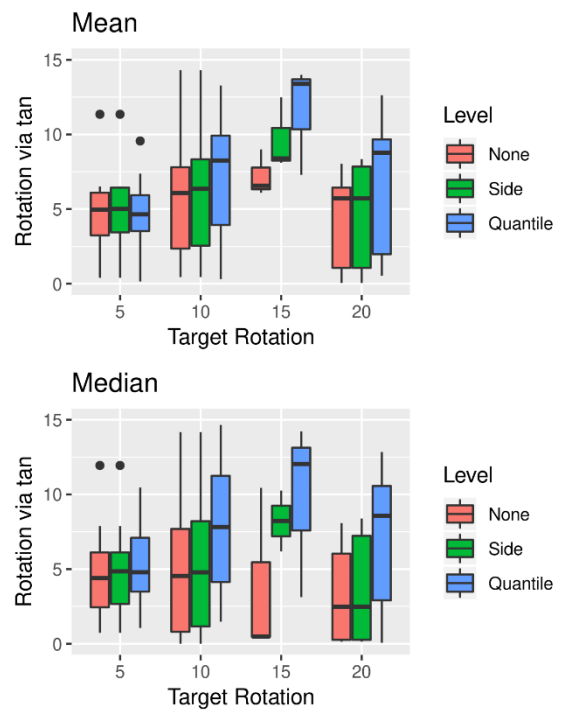 Mean
15
10
5
0
Rotation via tan
5 10 15 20
Target Rotation
Level
None
Side
Quantile
Median
15
10
5
0
Rotation via tan
5 10 15 20
Target Rotation
Level
None
Side
Quantile